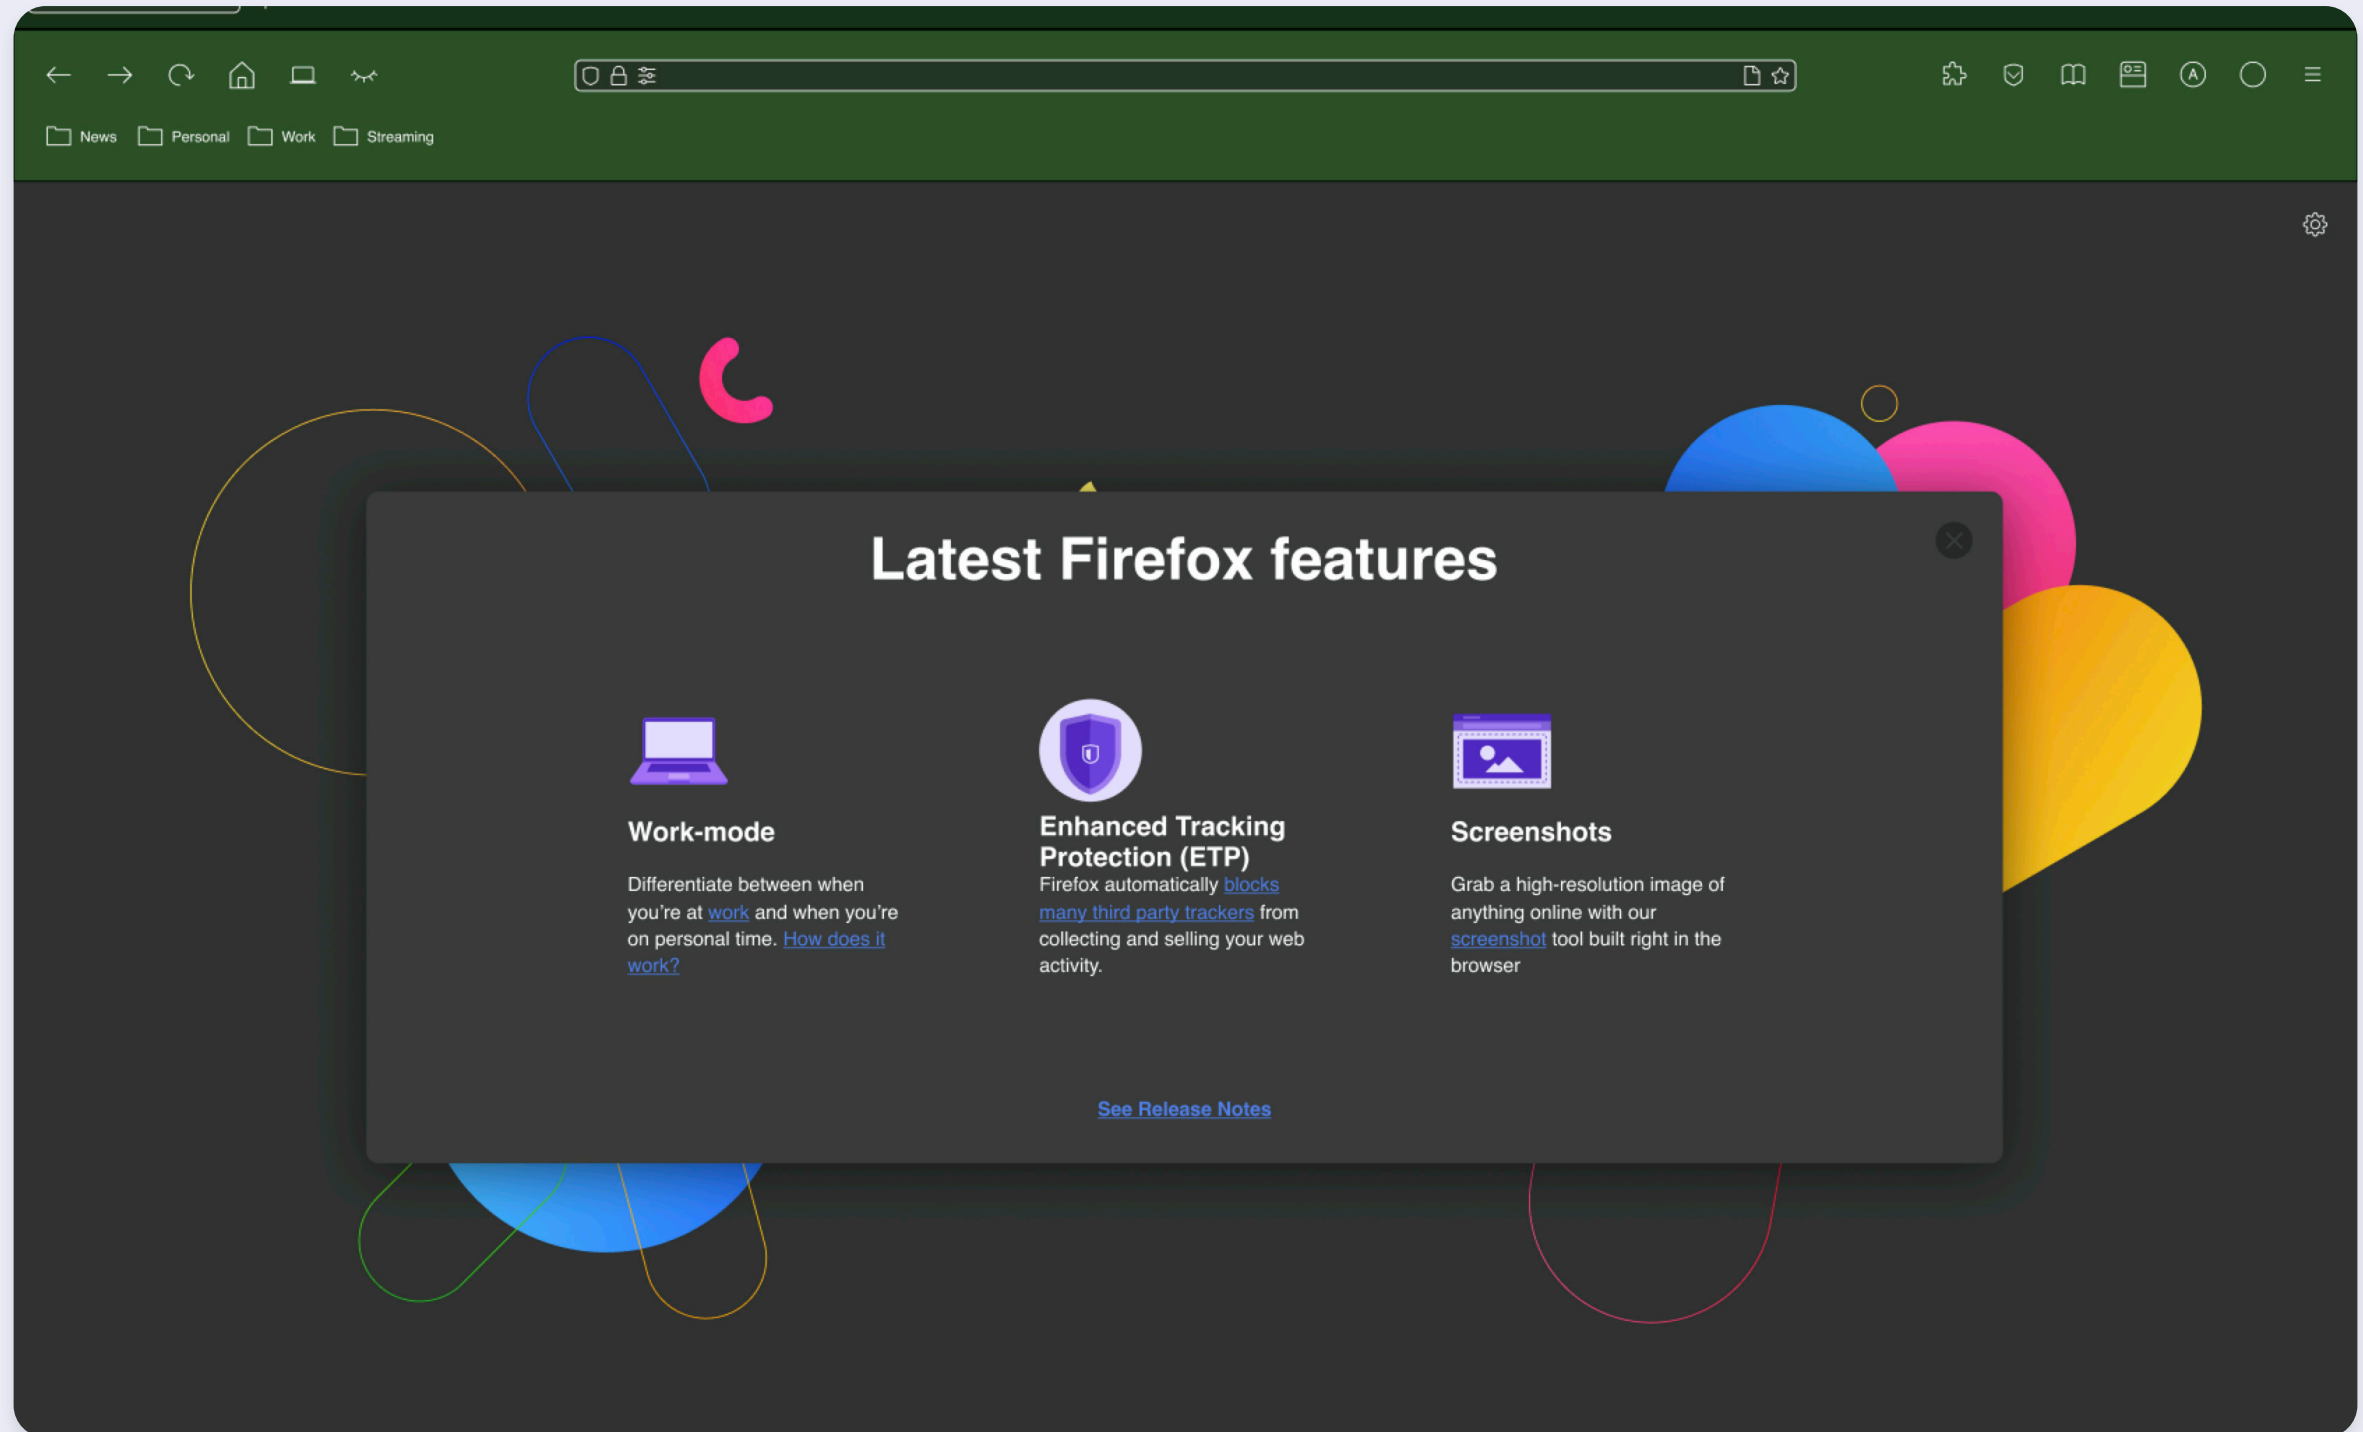 News Personal Work Streaming
Latest Firefox features
Work-mode
Differentiate between when
you're at work and when you're
on personal time. How does it
work?
Enhanced Tracking
Protection (ETP)
Firefox automatically blocks
many third party trackers from
collecting and selling your web
activity.
Screenshots
Grab a high-resolution image of
anything online with our
screenshot tool built right in the
browser
See Release Notes